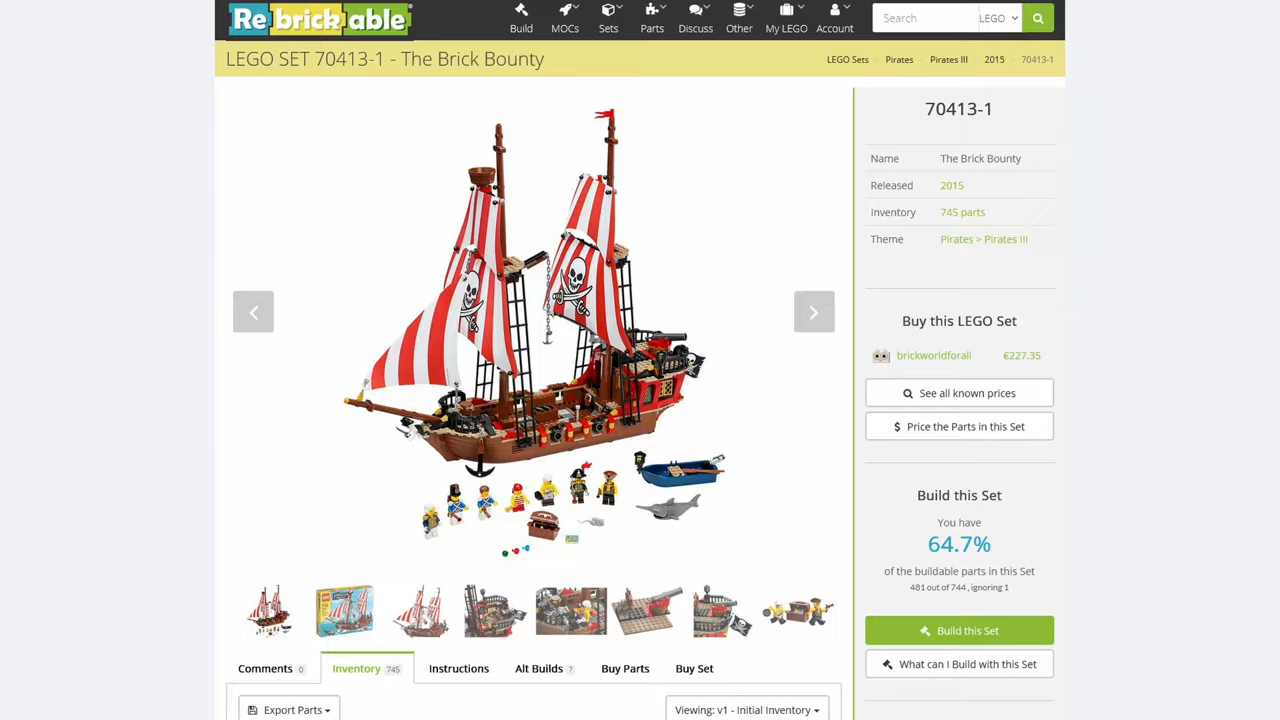 Rebrickable
Build
MOCs
Sets
Parts
Discuss
Other
My LEGO
Account
Search
LEGO
LEGO SET 70413-1 - The Brick Bounty
LEGO Sets
Pirates
Pirates III
2015
70413-1
70413-1
Name The Brick Bounty
Released 2015
Inventory 745 parts
Theme Pirates > Pirates III
Buy this LEGO Set
brickworldforall €227.35
See all known prices
$ Price the Parts in this Set
Build this Set
You have
64.7%
of the buildable parts in this Set
481 out of 744 , ignoring 1
Build this Set
What can I Build with this Set
Comments 0
Inventory 745
Instructions
Alt Builds ?
Buy Parts
Buy Set
Export Parts
Viewing: v1 - Initial Inventory